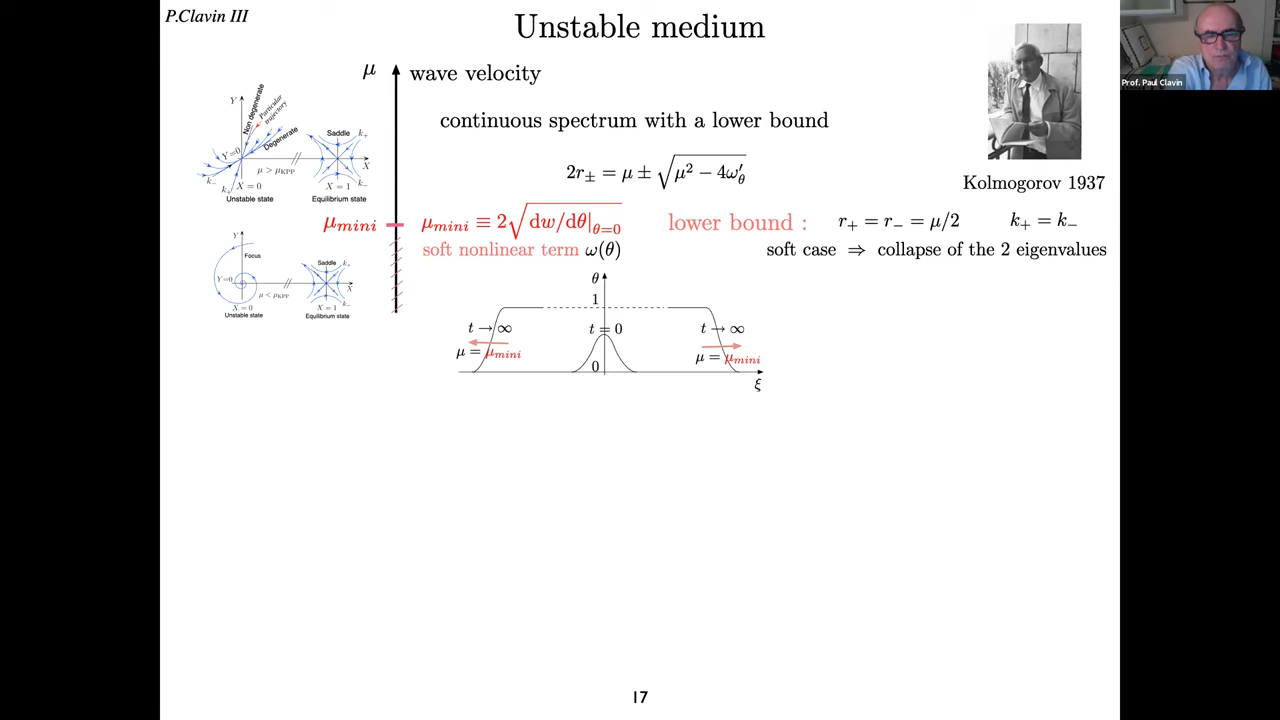 P.Clavin III
Unstable medium
Prof. Paul Clavin
μ
wave velocity
continuous spectrum with a lower bound
2r± = μ ± √(μ² − 4ω′θ)
Kolmogorov 1937
Y
Non degenerate
Particular trajectory
Degenerate
Y=0
μ > μKPP
k−
k+
X = 0
Unstable state
Saddle
k+
X
X = 1
k−
Equilibrium state
μmini
μmini ≡ 2√(dw/dθ|θ=0)
lower bound :
r+ = r− = μ/2
k+ = k−
soft nonlinear term ω(θ)
soft case ⇒ collapse of the 2 eigenvalues
Y
Focus
Y=0
μ < μKPP
X = 0
Unstable state
Saddle
k+
X
X = 1
k−
Equilibrium state
θ
1
t → ∞
t = 0
t → ∞
μ = μmini
μ = μmini
0
ξ
17